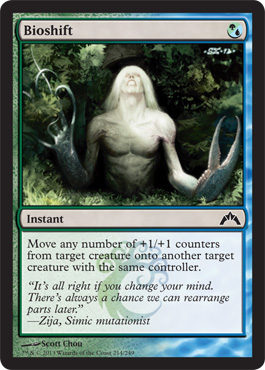 Bioshift
Instant
Move any number of +1/+1 counters
from target creature onto another target
creature with the same controller.
"It's all right if you change your mind.
There's always a chance we can rearrange
parts later."
—Zija, Simic mutationist
Scott Chou
™ & © 2013 Wizards of the Coast 214/249